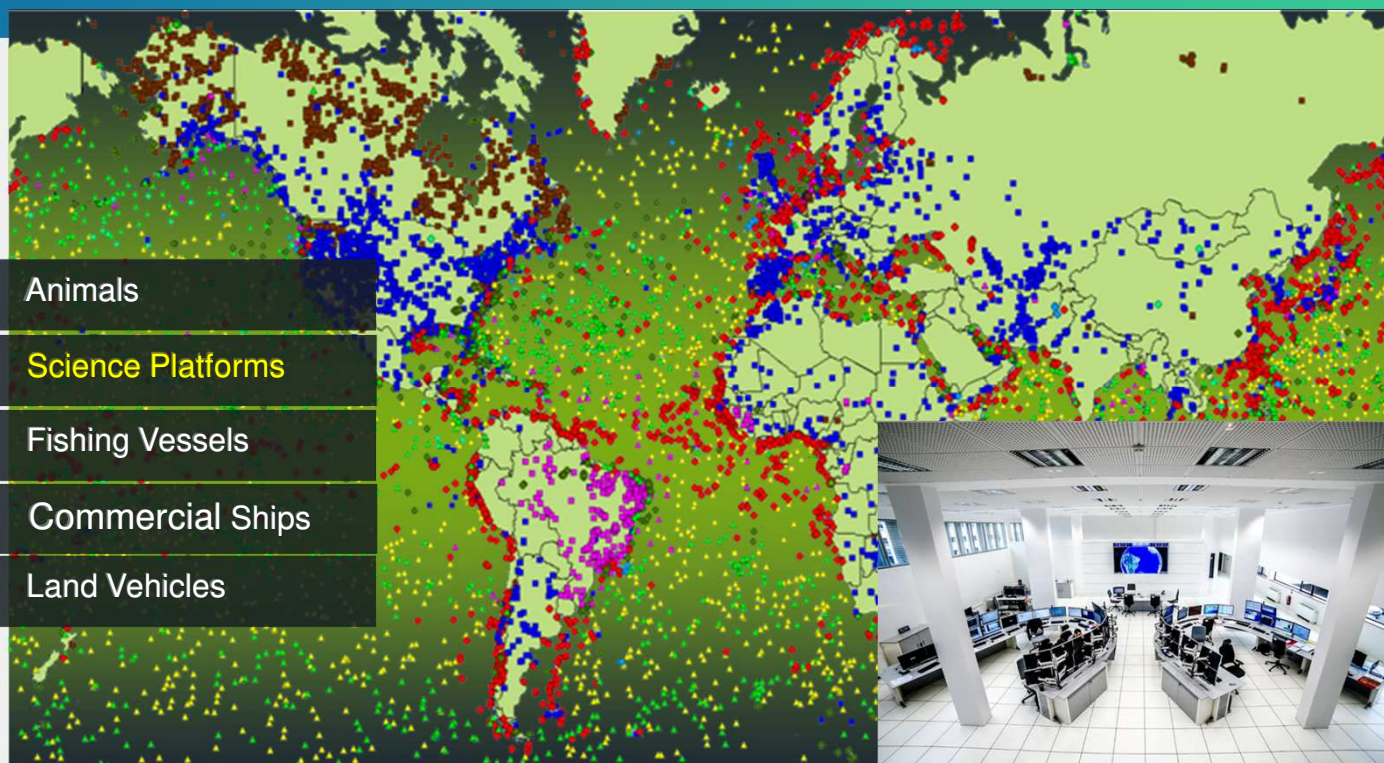 Animals
Science Platforms
Fishing Vessels
Commercial Ships
Land Vehicles